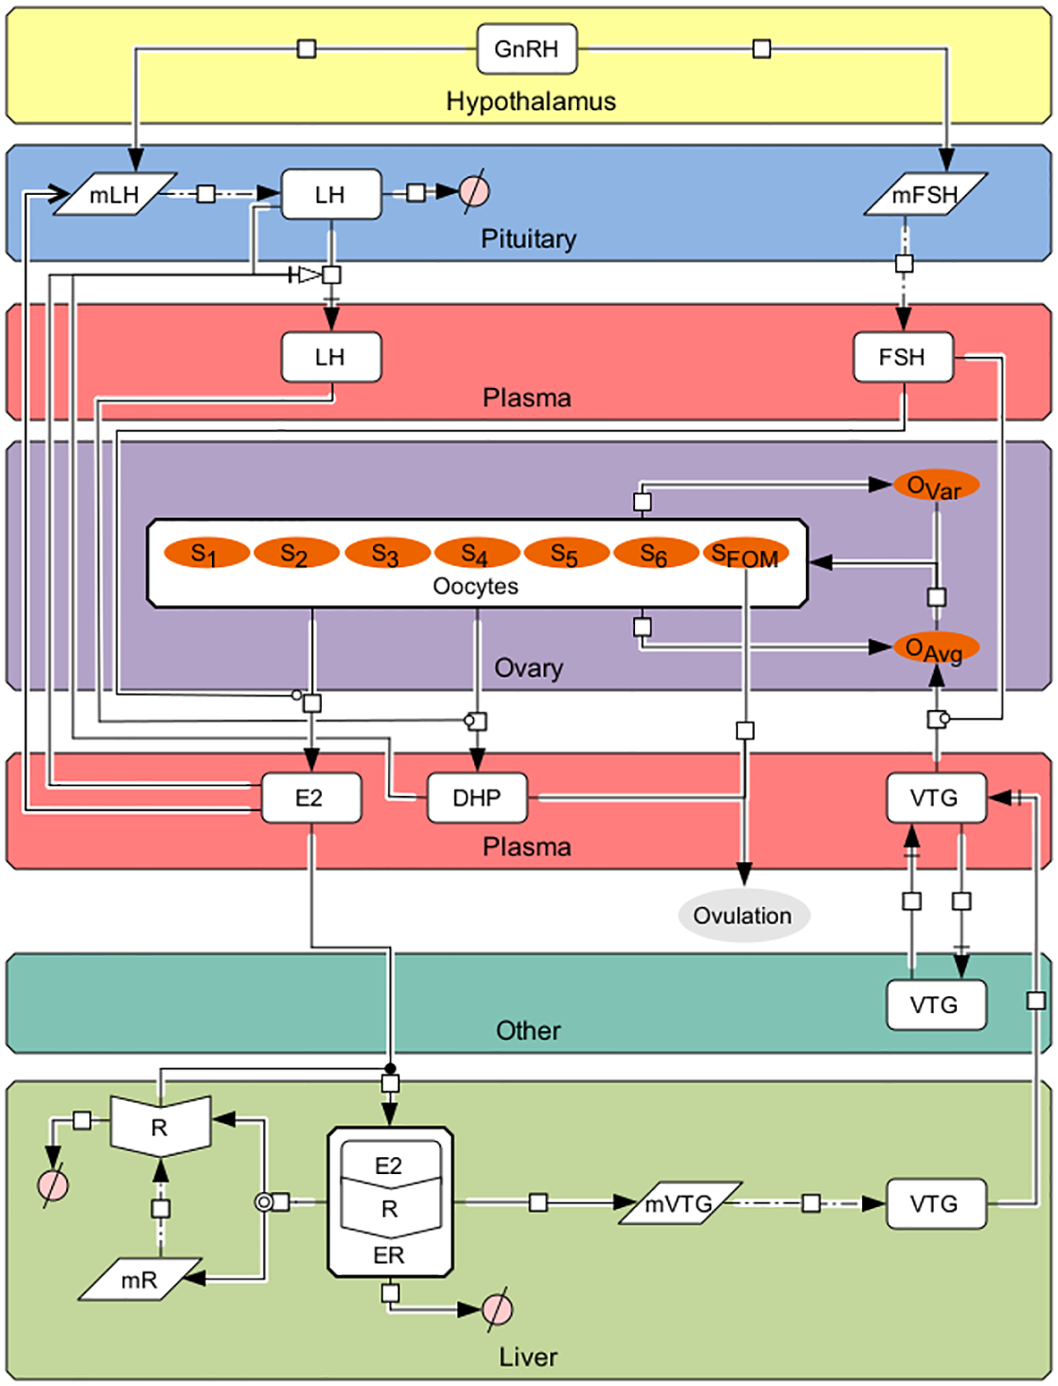 GnRH
Hypothalamus
mLH
LH
mFSH
Pituitary
LH
FSH
Plasma
OVar
S1 S2 S3 S4 S5 S6 SFOM
Oocytes
OAvg
Ovary
E2
DHP
VTG
Plasma
Ovulation
VTG
Other
R
E2
R
mVTG
VTG
ER
mR
Liver